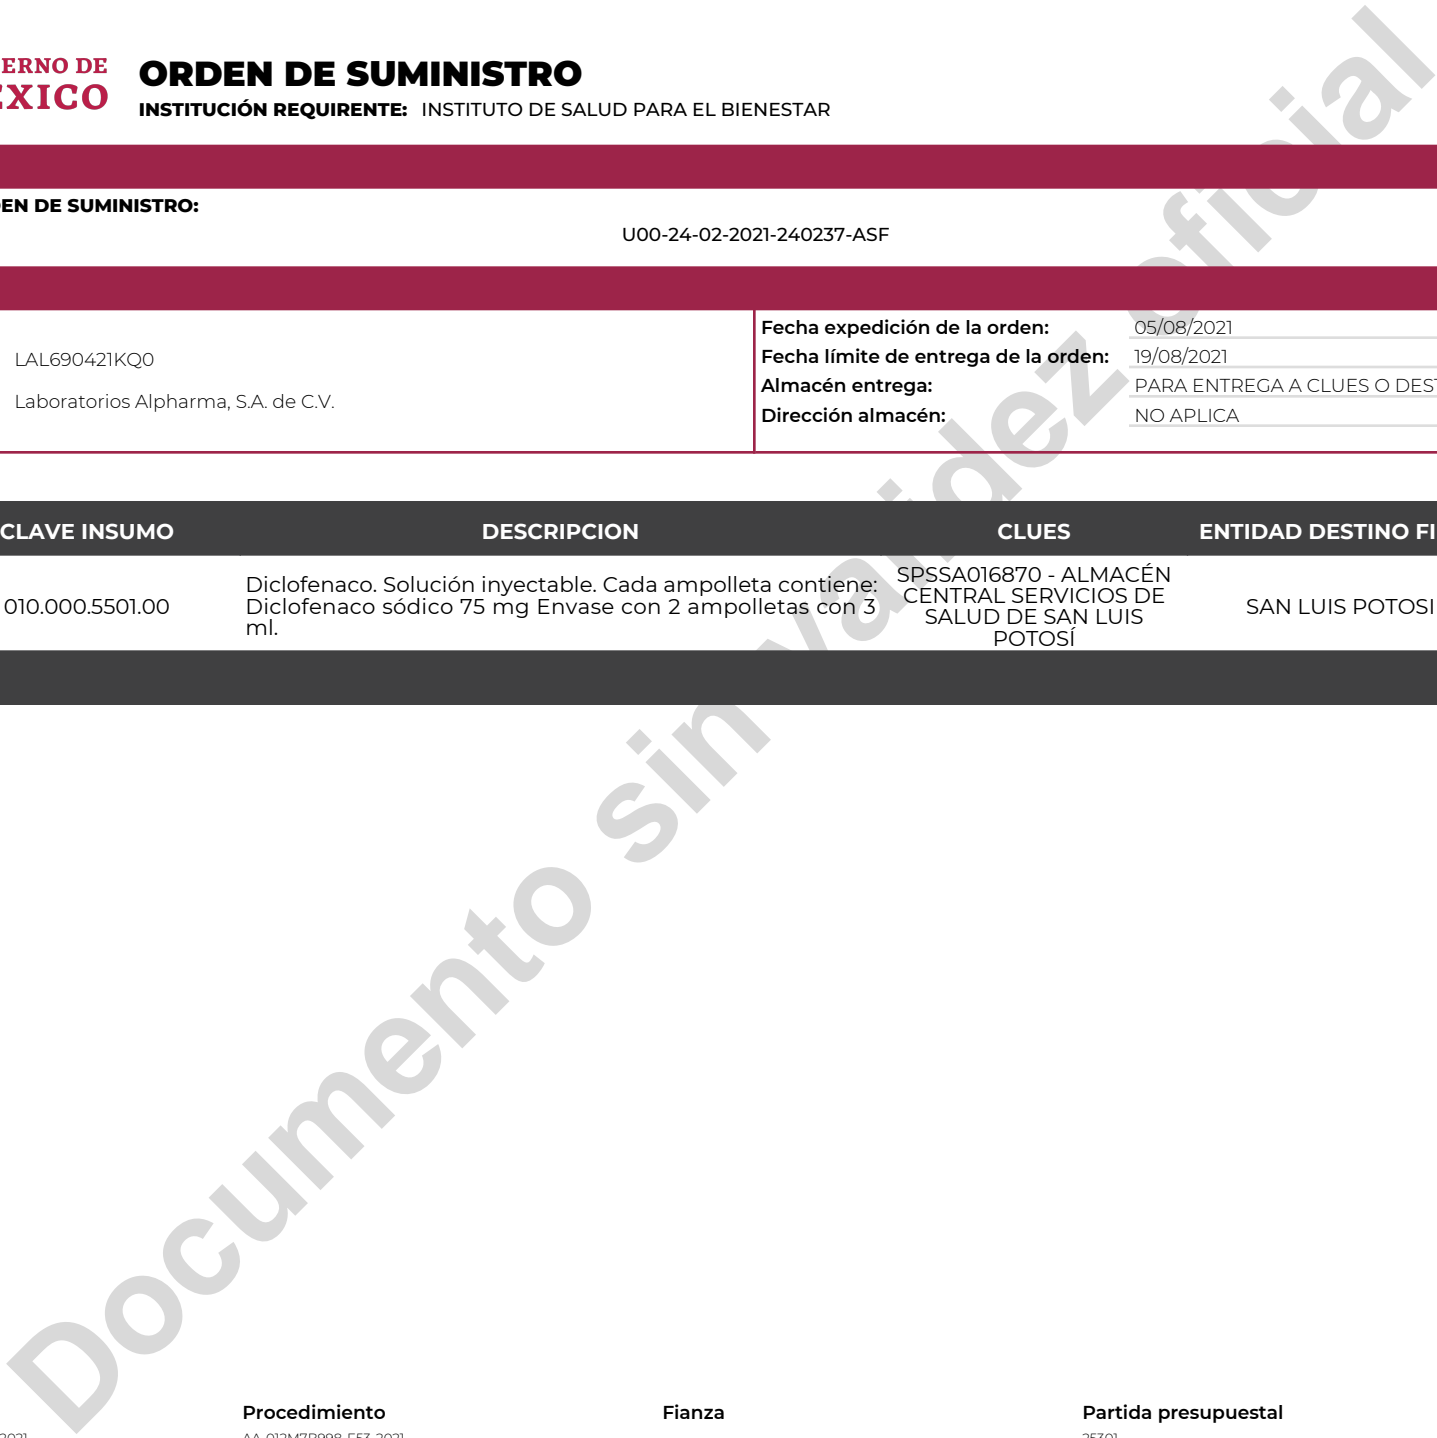 ERNO DE
ORDEN DE SUMINISTRO
INSTITUCIÓN REQUIRENTE: INSTITUTO DE SALUD PARA EL BIENESTAR
DE SUMINISTRO:
U00-24-02-2021-240237-ASF
LAL690421KQ0
Laboratorios Alpharma, S.A. de C.V.
Fecha expedición de la orden: 05/08/2021
Fecha límite de entrega de la orden: 19/08/2021
Almacén entrega: PARA ENTREGA A CLUES O
Dirección almacén: NO APLICA
CLAVE INSUMO DESCRIPCION CLUES ENTIDAD DESTINO
010.000.5501.00
Diclofenaco. Solución inyectable. Cada ampolleta contiene:
Diclofenaco sódico 75 mg Envase con 2 ampolletas con 3
ml.
SPSSA016870 - ALMACÉN
CENTRAL SERVICIOS DE
SALUD DE SAN LUIS
POTOSÍ
SAN LUIS POTOSI
Documento sin validez oficial
Procedimiento Fianza Partida presupuestal